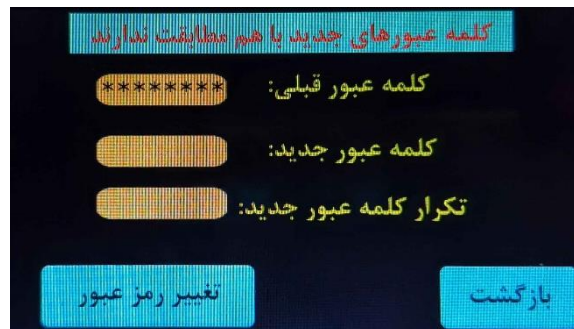 کلمه عبورهای جدید با هم مطابقت ندارند
کلمه عبور قبلی: ********
کلمه عبور جدید:
تکرار کلمه عبور جدید:
بازگشت تغییر رمز عبور